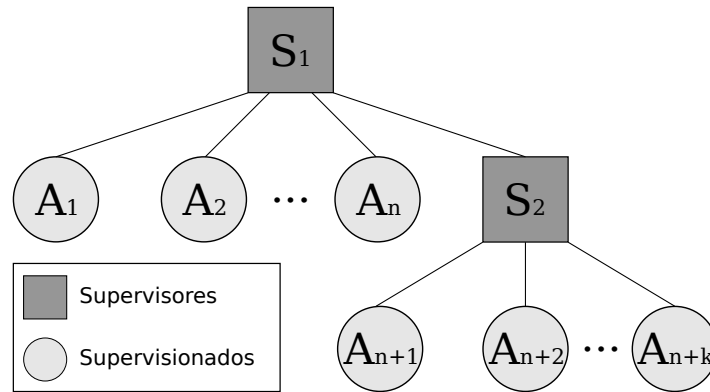 S₁
A₁ A₂ ... Aₙ S₂
Supervisores
Supervisionados
Aₙ₊₁ Aₙ₊₂ ... Aₙ₊ₖ